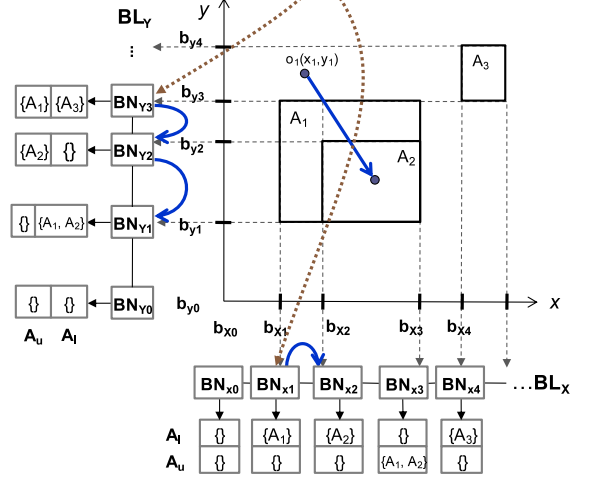 y
BL_Y
⋮
b_y4
A_3
o_1(x_1,y_1)
{A_1} {A_3} BN_Y3 b_y3
A_1
{A_2} {} BN_Y2 b_y2
A_2
{} {A_1, A_2} BN_Y1 b_y1
{} {} BN_Y0 b_y0
x
A_u A_l
b_X0 b_X1 b_X2 b_X3 b_X4
BN_x0 BN_x1 BN_x2 BN_x3 BN_x4 ...BL_X
A_l {} {A_1} {A_2} {} {A_3}
A_u {} {} {} {A_1, A_2} {}